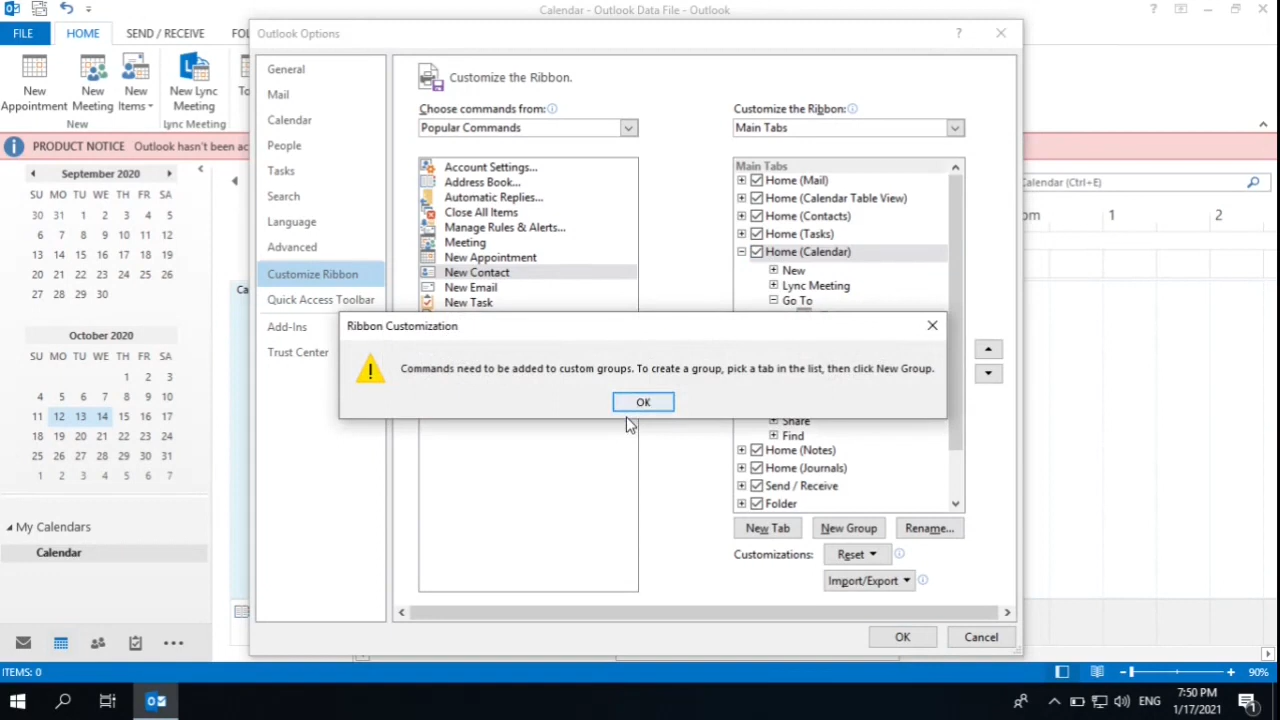 Calendar - Outlook Data File - Outlook
FILE
HOME
SEND / RECEIVE
FOL
New Appointment
New Meeting
New Items
New Lync Meeting
To
New
Lync Meeting
PRODUCT NOTICE Outlook hasn't been ac
September 2020
SU MO TU WE TH FR SA
30 31 1 2 3 4 5
6 7 8 9 10 11 12
13 14 15 16 17 18 19
20 21 22 23 24 25 26
27 28 29 30
October 2020
SU MO TU WE TH FR SA
1 2 3
4 5 6 7 8 9 10
11 12 13 14 15 16 17
18 19 20 21 22 23 24
25 26 27 28 29 30 31
1 2 3 4 5 6 7
My Calendars
Calendar
Ca
Outlook Options
?
General
Mail
Calendar
People
Tasks
Search
Language
Advanced
Customize Ribbon
Quick Access Toolbar
Add-Ins
Trust Center
Customize the Ribbon.
Choose commands from:
Popular Commands
Account Settings...
Address Book...
Automatic Replies...
Close All Items
Manage Rules & Alerts...
Meeting
New Appointment
New Contact
New Email
New Task
Customize the Ribbon:
Main Tabs
Main Tabs
Home (Mail)
Home (Calendar Table View)
Home (Contacts)
Home (Tasks)
Home (Calendar)
New
Lync Meeting
Go To
Share
Find
Home (Notes)
Home (Journals)
Send / Receive
Folder
New Tab
New Group
Rename...
Customizations:
Reset
Import/Export
OK
Cancel
Ribbon Customization
Commands need to be added to custom groups. To create a group, pick a tab in the list, then click New Group.
OK
?
Calendar (Ctrl+E)
om
1
2
ITEMS: 0
90%
ENG
7:50 PM
1/17/2021
1